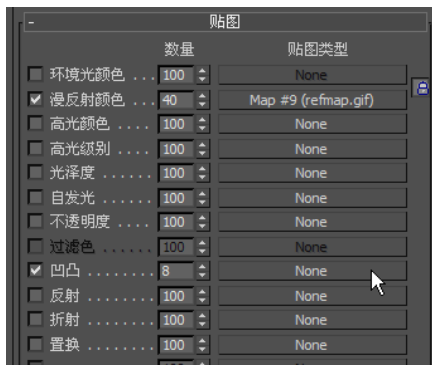 - 贴图
数量 贴图类型
环境光颜色 . . . 100 None
漫反射颜色 . . . 40 Map #9 (refmap.gif)
高光颜色 . . . . 100 None
高光级别 . . . . 100 None
光泽度 . . . . . . 100 None
自发光 . . . . . . 100 None
不透明度 . . . . 100 None
过滤色 . . . . . . 100 None
凹凸 . . . . . . . . 8 None
反射 . . . . . . . . 100 None
折射 . . . . . . . . 100 None
置换 . . . . . . . . 100 None